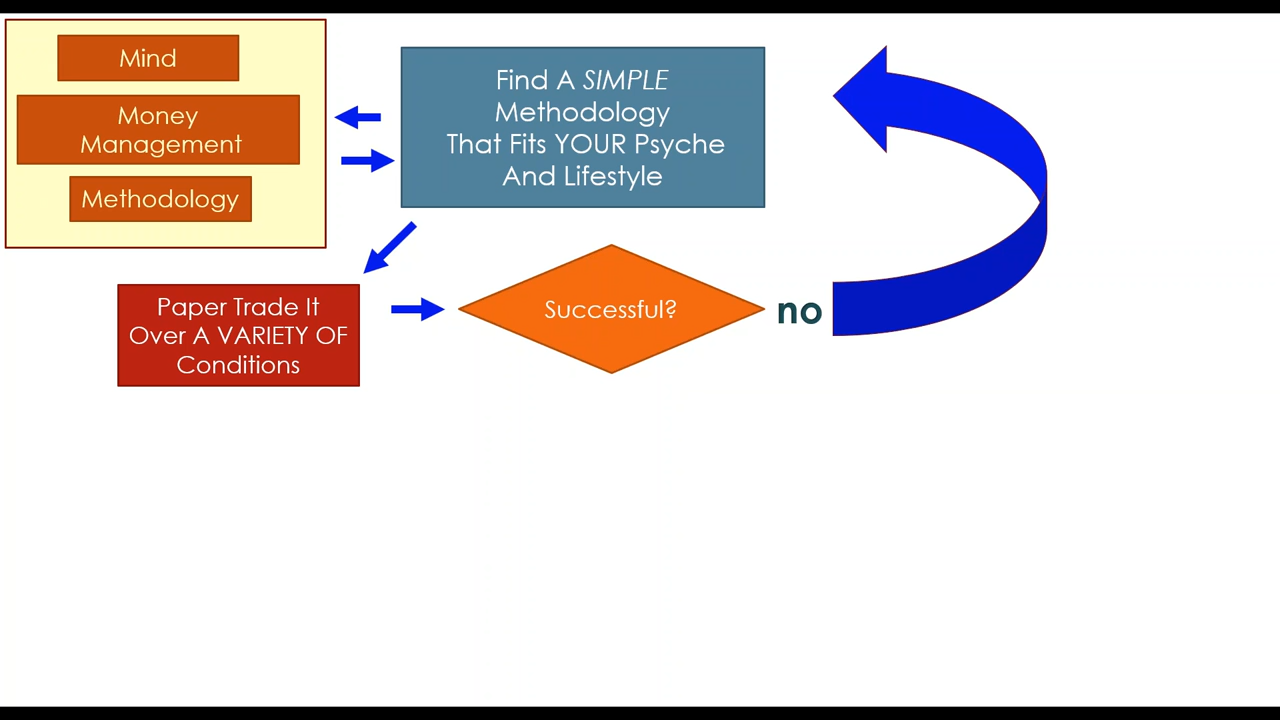 Mind
Money
Management
Methodology
Find A SIMPLE
Methodology
That Fits YOUR Psyche
And Lifestyle
Paper Trade It
Over A VARIETY OF
Conditions
Successful?
no